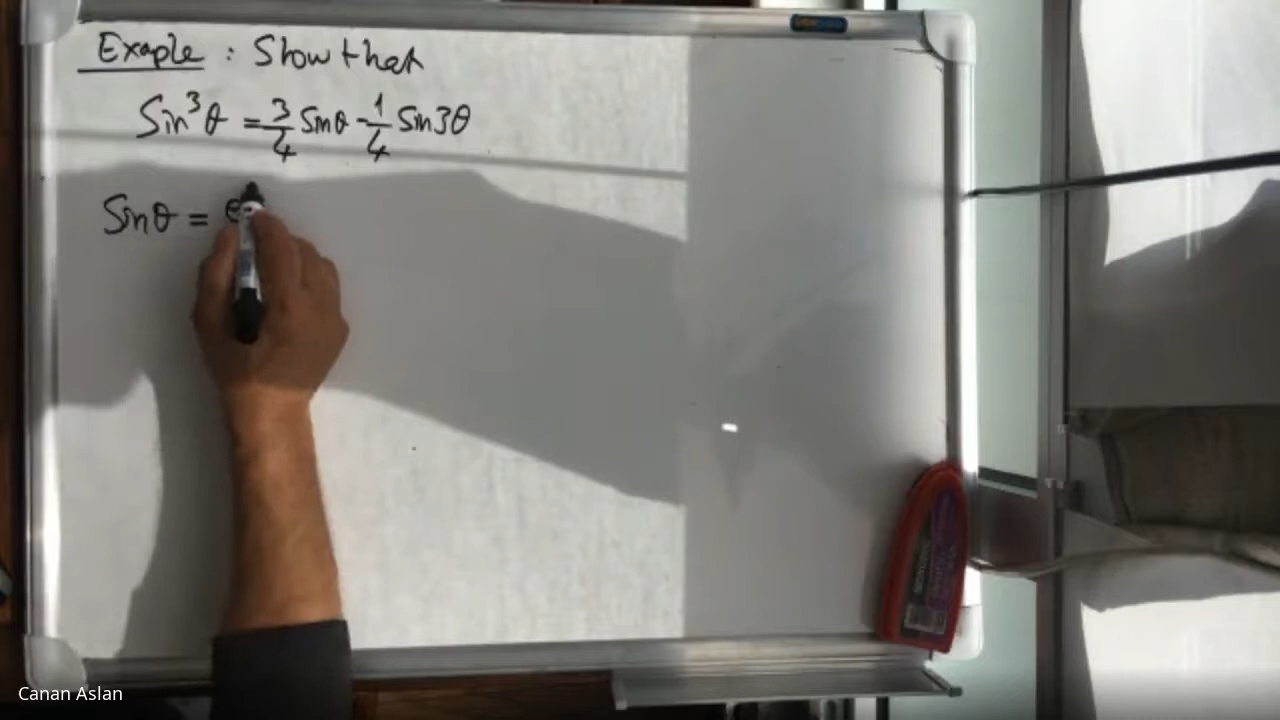 Exaple : Show that
Sin³θ = 3/4 Sinθ - 1/4 Sin3θ
Sinθ = e
Canan Aslan